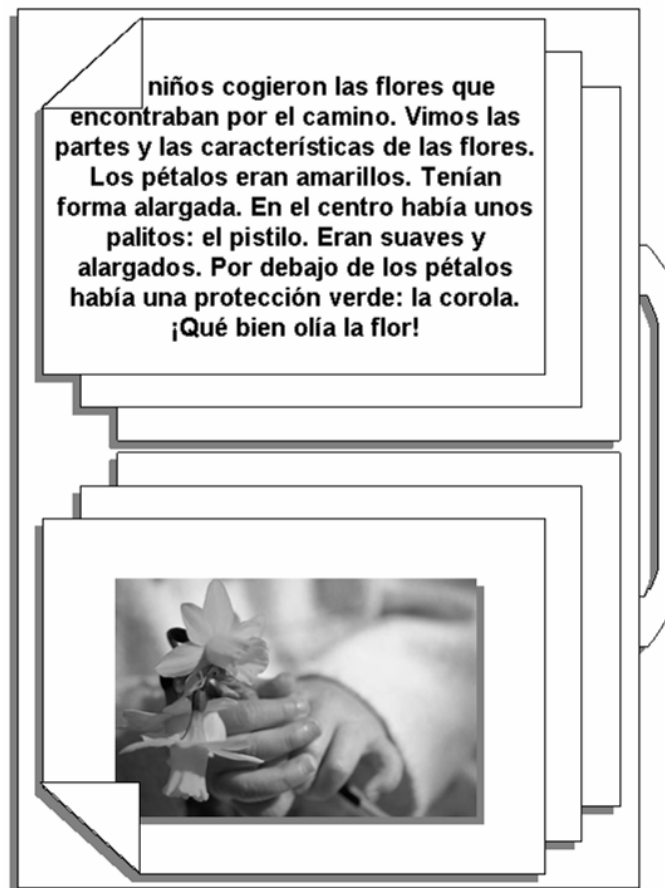 niños cogieron las flores que
encontraban por el camino. Vimos las
partes y las características de las flores.
Los pétalos eran amarillos. Tenían
forma alargada. En el centro había unos
palitos: el pistilo. Eran suaves y
alargados. Por debajo de los pétalos
había una protección verde: la corola.
¡Qué bien olía la flor!